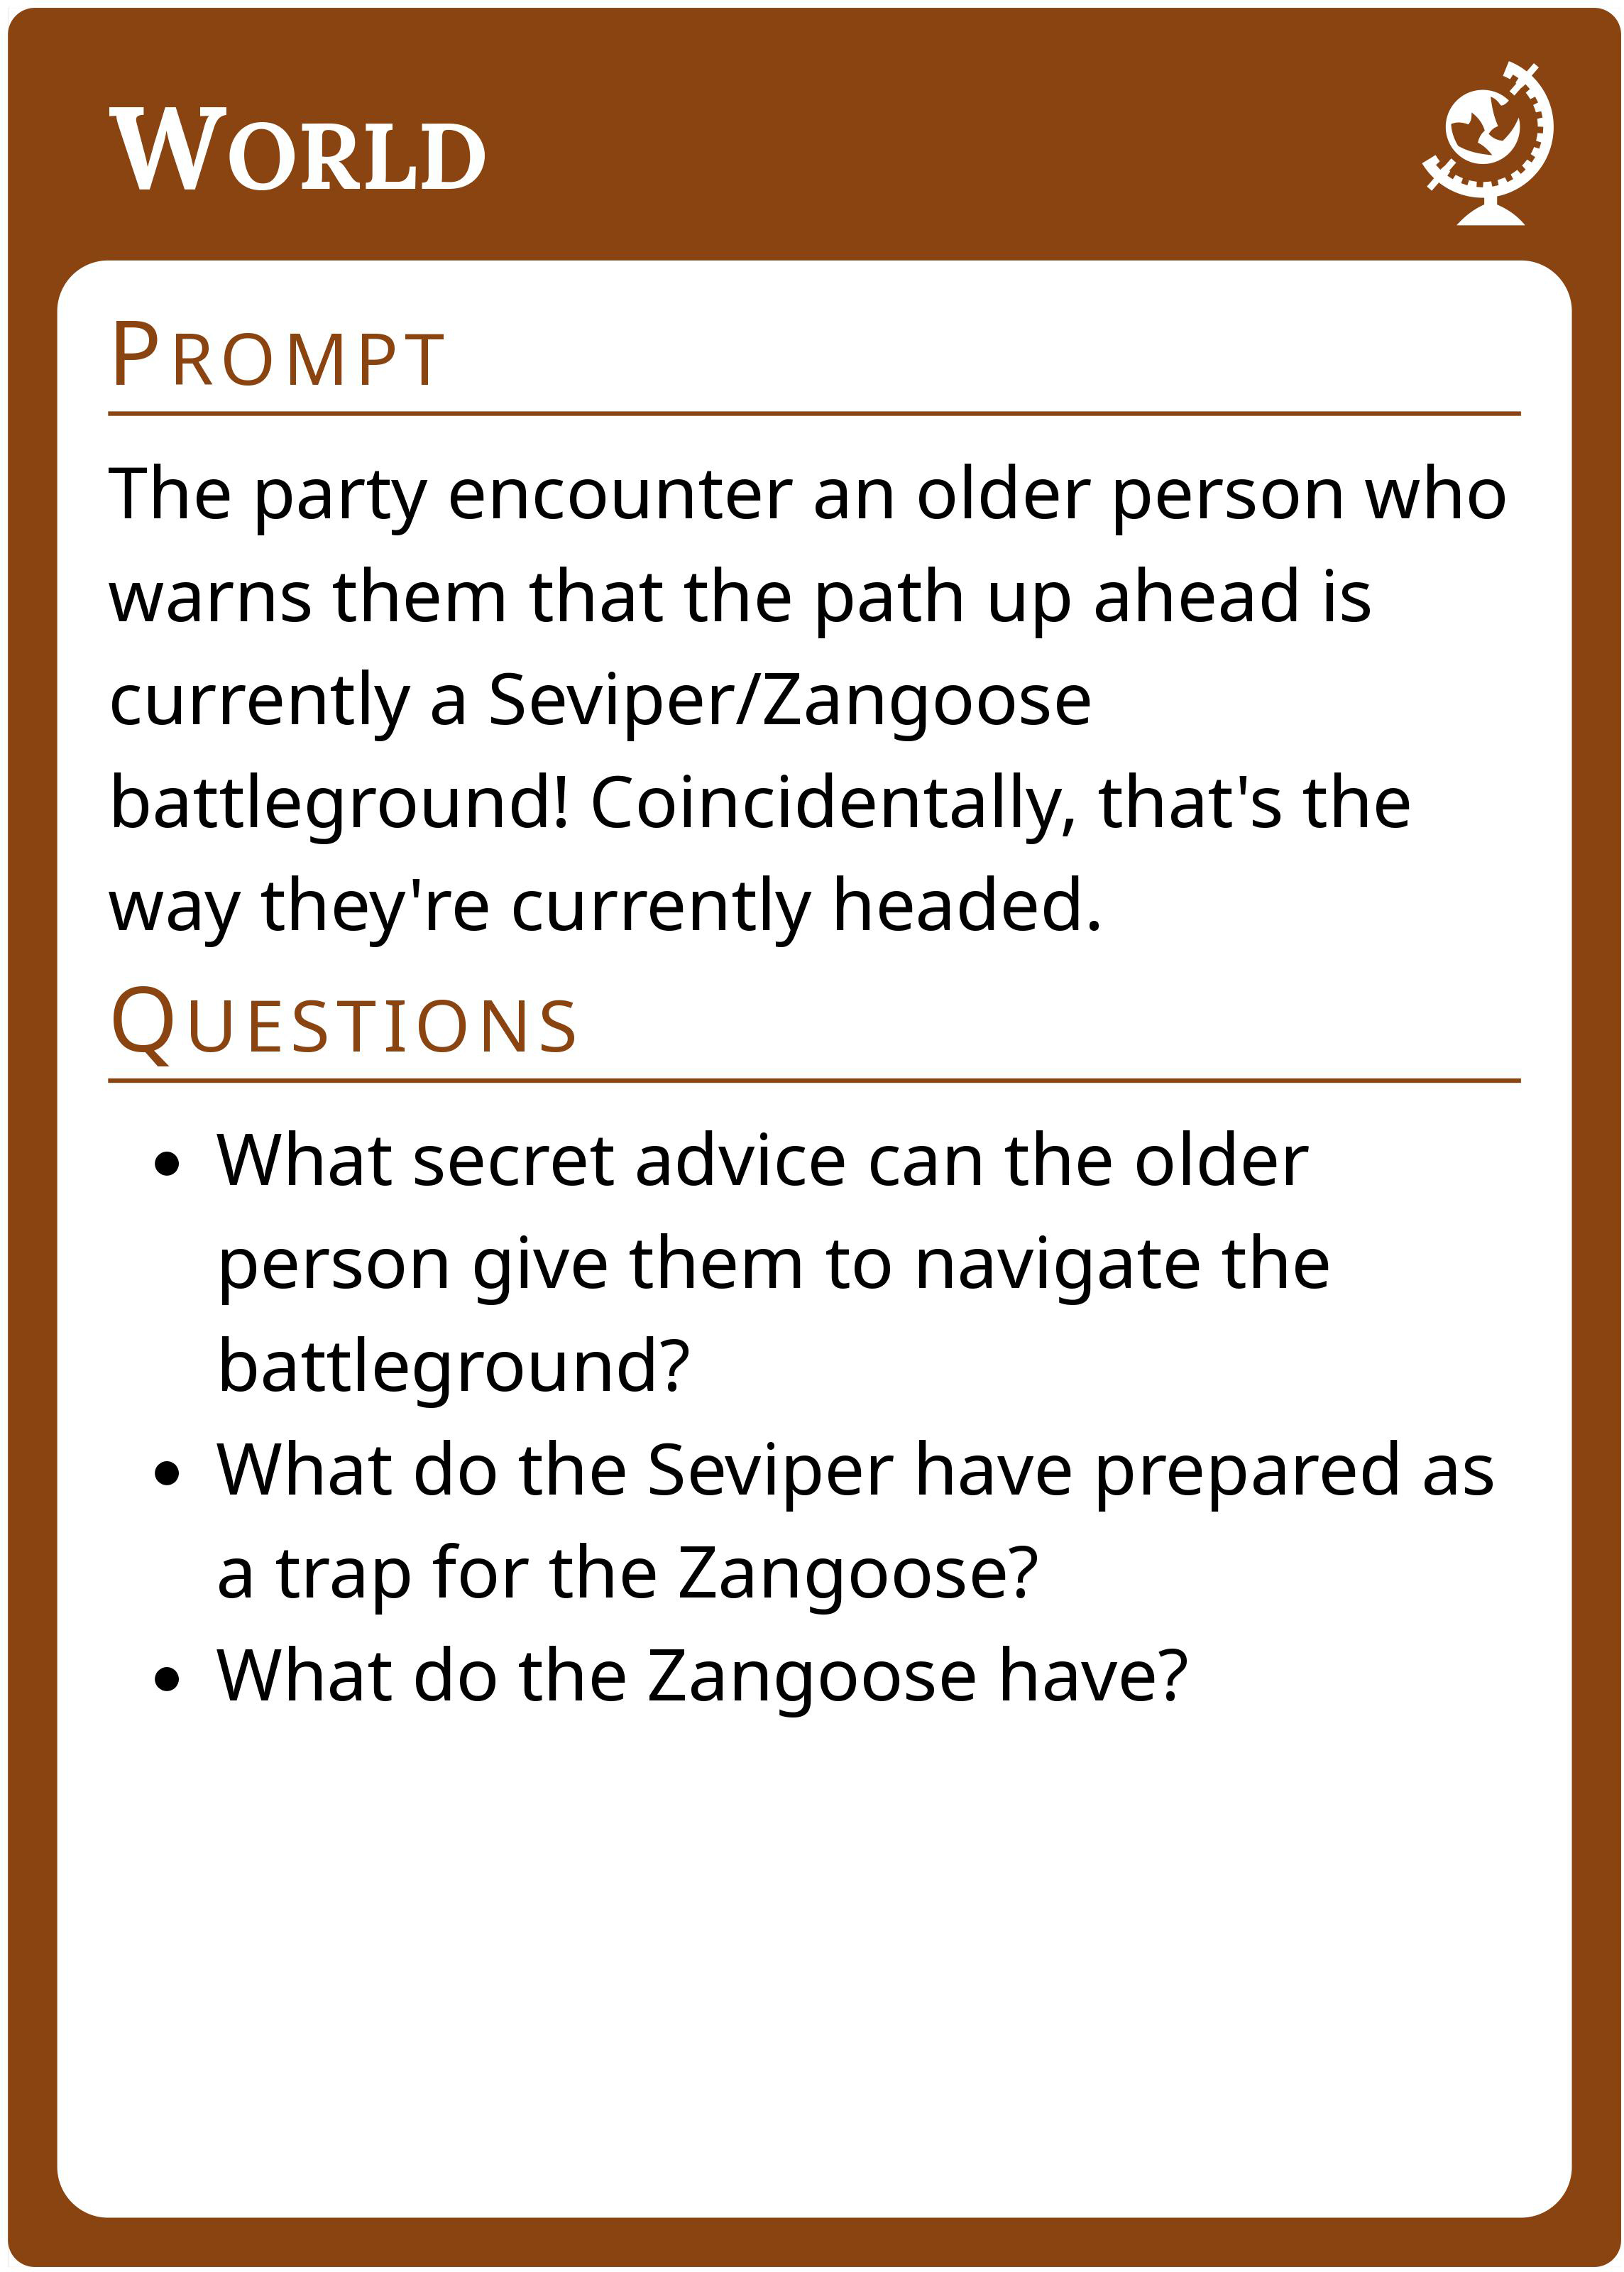 World
Prompt
The party encounter an older person who
warns them that the path up ahead is
currently a Seviper/Zangoose
battleground! Coincidentally, that's the
way they're currently headed.
Questions
• What secret advice can the older
person give them to navigate the
battleground?
• What do the Seviper have prepared as
a trap for the Zangoose?
• What do the Zangoose have?